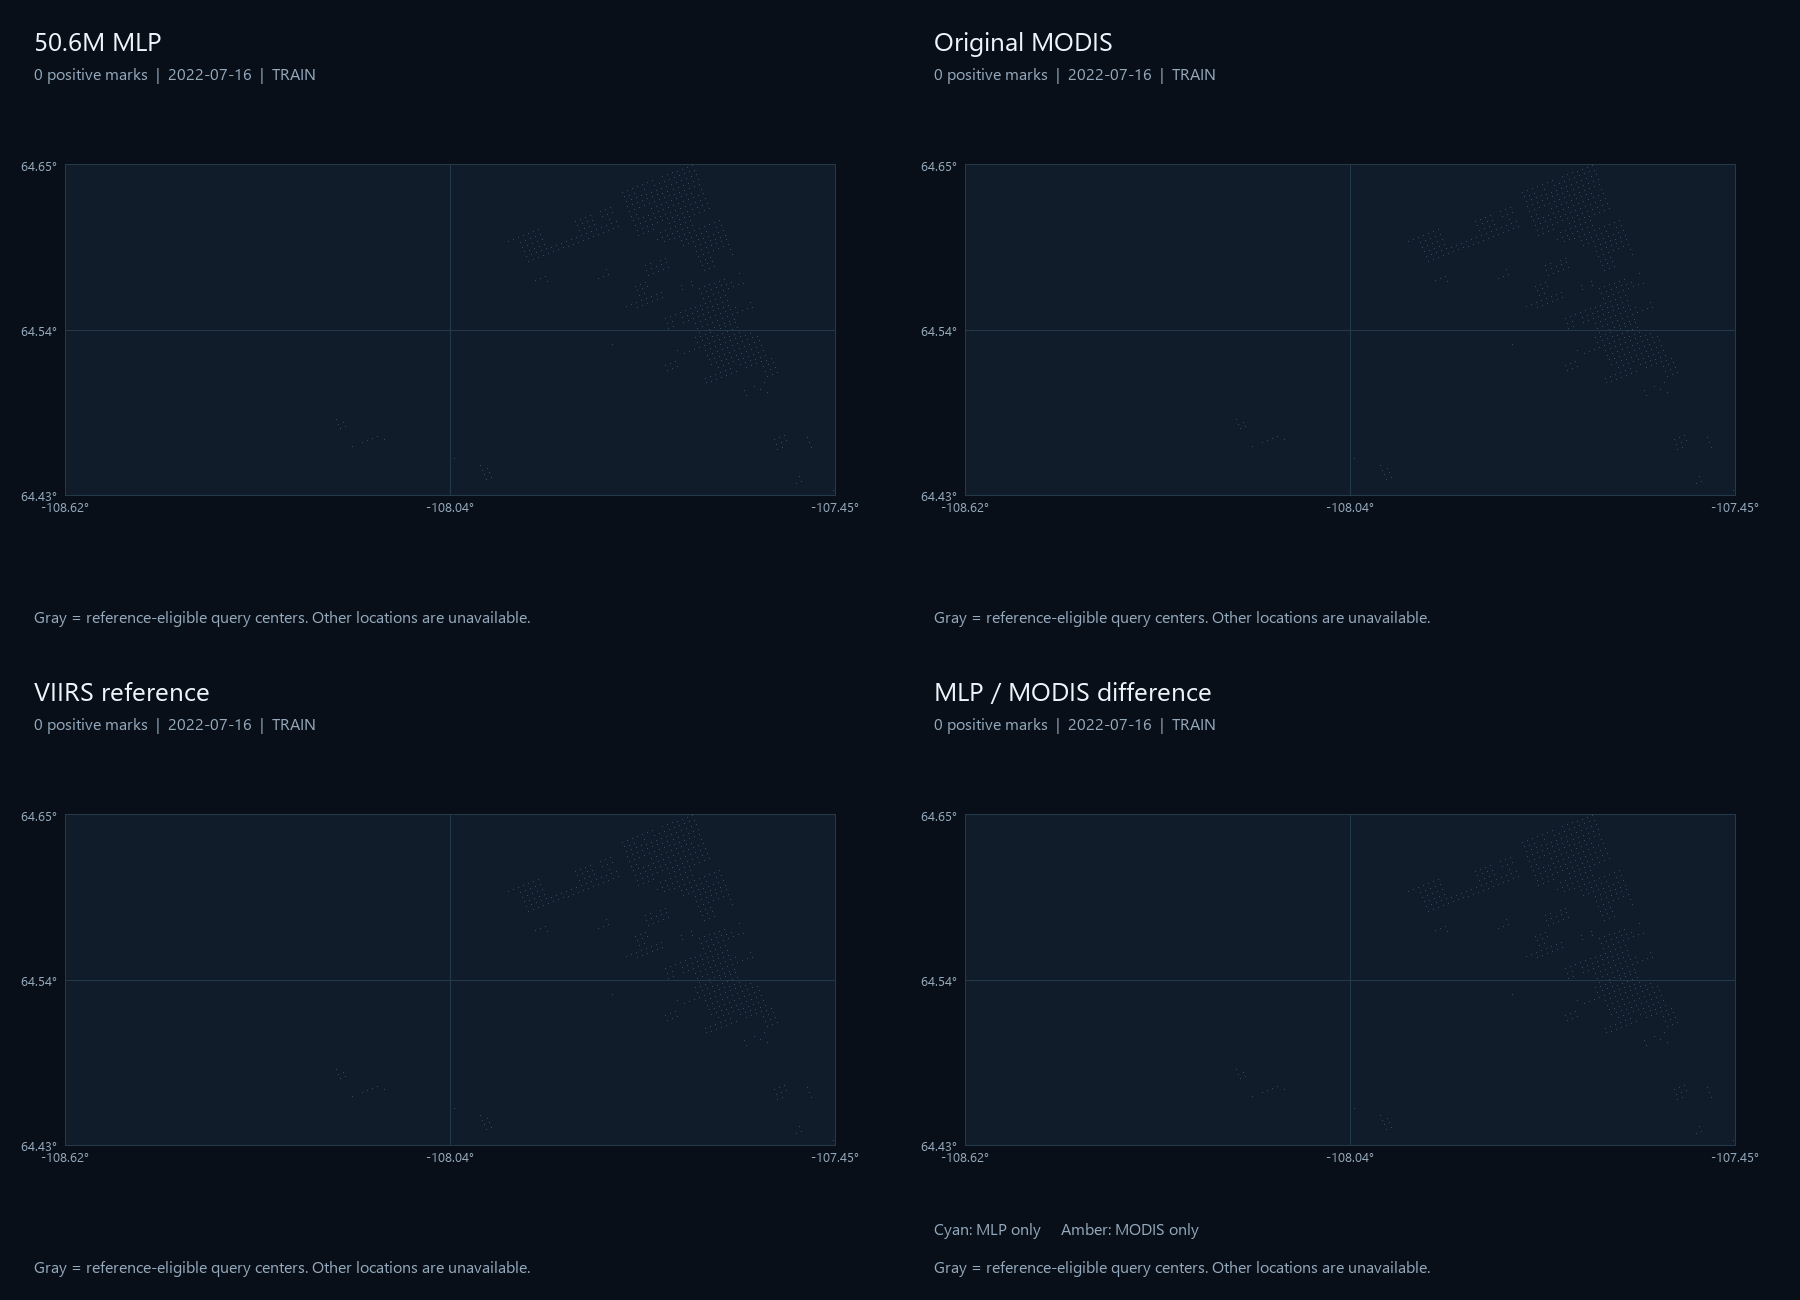 50.6M MLP
0 positive marks | 2022-07-16 | TRAIN
64.65°
64.54°
64.43°
-108.62°
-108.04°
-107.45°
Gray = reference-eligible query centers. Other locations are unavailable.
Original MODIS
0 positive marks | 2022-07-16 | TRAIN
64.65°
64.54°
64.43°
-108.62°
-108.04°
-107.45°
Gray = reference-eligible query centers. Other locations are unavailable.
VIIRS reference
0 positive marks | 2022-07-16 | TRAIN
64.65°
64.54°
64.43°
-108.62°
-108.04°
-107.45°
Gray = reference-eligible query centers. Other locations are unavailable.
MLP / MODIS difference
0 positive marks | 2022-07-16 | TRAIN
64.65°
64.54°
64.43°
-108.62°
-108.04°
-107.45°
Cyan: MLP only Amber: MODIS only
Gray = reference-eligible query centers. Other locations are unavailable.